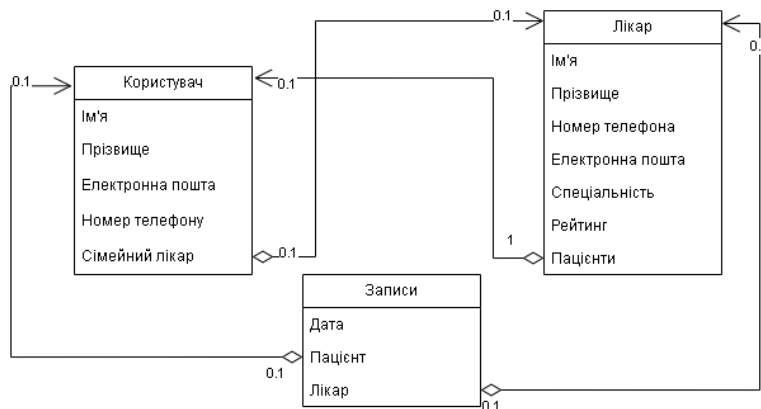 0.1
Лікар
0.
Ім'я
Прізвище
Номер телефона
Електронна пошта
Спеціальність
Рейтинг
Пацієнти
0.1
Користувач
0.1
Ім'я
Прізвище
Електронна пошта
Номер телефону
Сімейний лікар
0.1
1
Записи
Дата
Пацієнт
Лікар
0.1
0.1